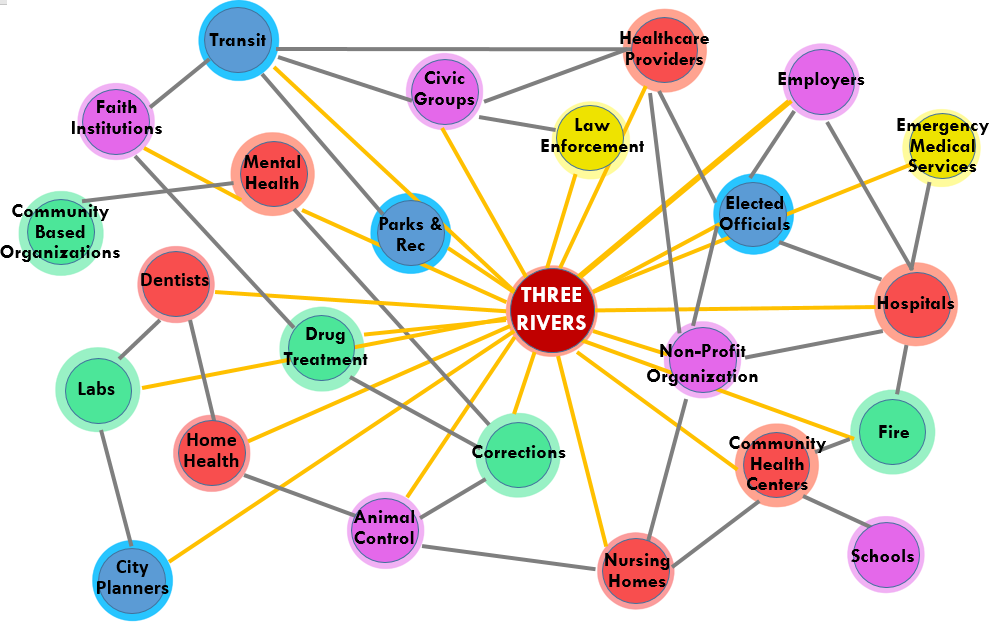 Transit
Healthcare
Providers
Civic
Groups
Employers
Faith
Institutions
Law
Enforcement
Emergency
Medical
Services
Mental
Health
Community
Based
Organizations
Parks &
Rec
Elected
Officials
Dentists
THREE
RIVERS
Hospitals
Drug
Treatment
Non-Profit
Organization
Labs
Home
Health
Corrections
Community
Health
Centers
Fire
Animal
Control
City
Planners
Nursing
Homes
Schools